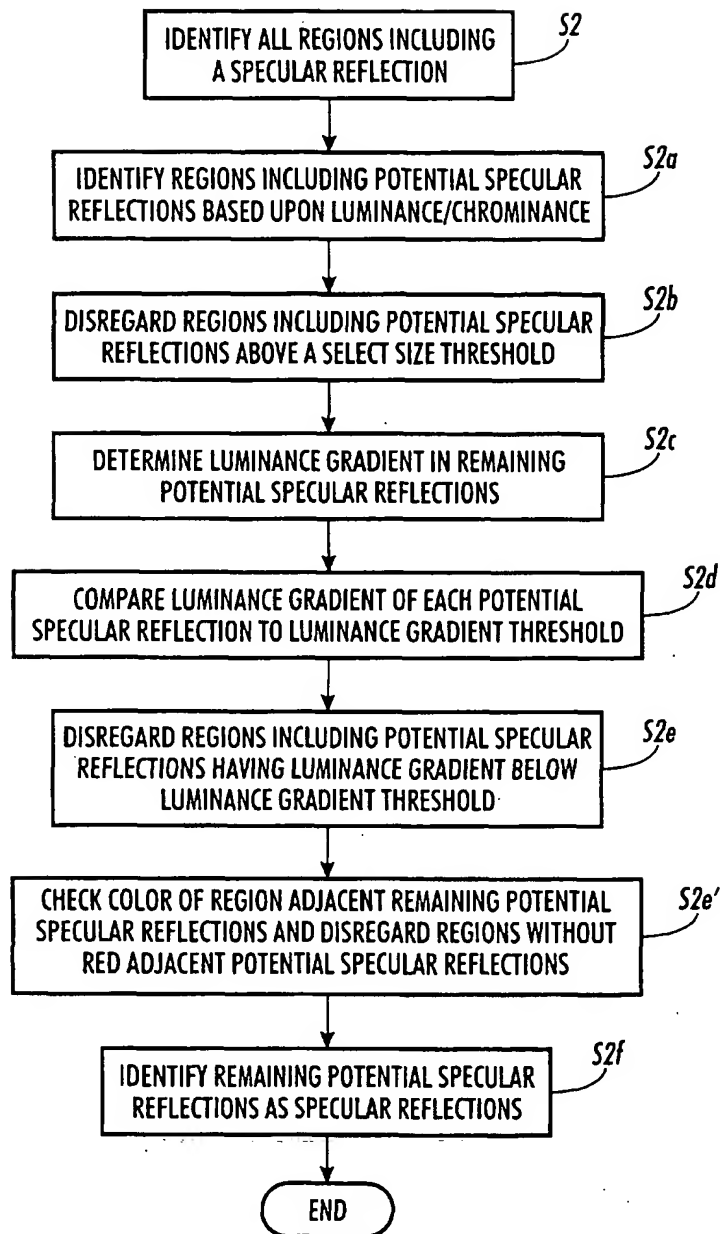 IDENTIFY ALL REGIONS INCLUDING
A SPECULAR REFLECTION
S2
IDENTIFY REGIONS INCLUDING POTENTIAL SPECULAR
REFLECTIONS BASED UPON LUMINANCE/CHROMINANCE
S2a
DISREGARD REGIONS INCLUDING POTENTIAL SPECULAR
REFLECTIONS ABOVE A SELECT SIZE THRESHOLD
S2b
DETERMINE LUMINANCE GRADIENT IN REMAINING
POTENTIAL SPECULAR REFLECTIONS
S2c
COMPARE LUMINANCE GRADIENT OF EACH POTENTIAL
SPECULAR REFLECTION TO LUMINANCE GRADIENT THRESHOLD
S2d
DISREGARD REGIONS INCLUDING POTENTIAL SPECULAR
REFLECTIONS HAVING LUMINANCE GRADIENT BELOW
LUMINANCE GRADIENT THRESHOLD
S2e
CHECK COLOR OF REGION ADJACENT REMAINING POTENTIAL
SPECULAR REFLECTIONS AND DISREGARD REGIONS WITHOUT
RED ADJACENT POTENTIAL SPECULAR REFLECTIONS
S2e'
IDENTIFY REMAINING POTENTIAL SPECULAR
REFLECTIONS AS SPECULAR REFLECTIONS
S2f
END